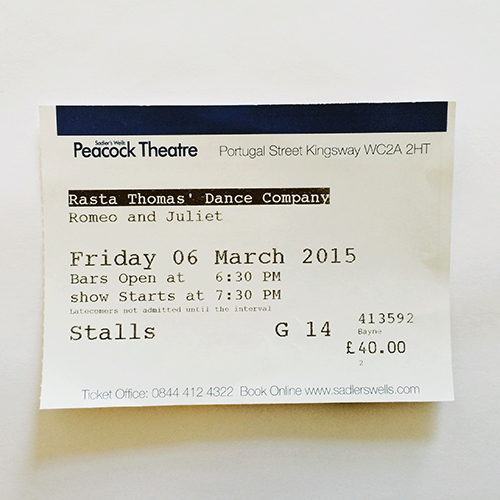 Sadler's Wells
Peacock Theatre Portugal Street Kingsway WC2A 2HT
Rasta Thomas' Dance Company
Romeo and Juliet
Friday 06 March 2015
Bars Open at 6:30 PM
show Starts at 7:30 PM
Latecomers not admitted until the interval
413592
Stalls G 14 Bayne
£40.00
2
Ticket Office: 0844 412 4322 Book Online www.sadlerswells.com